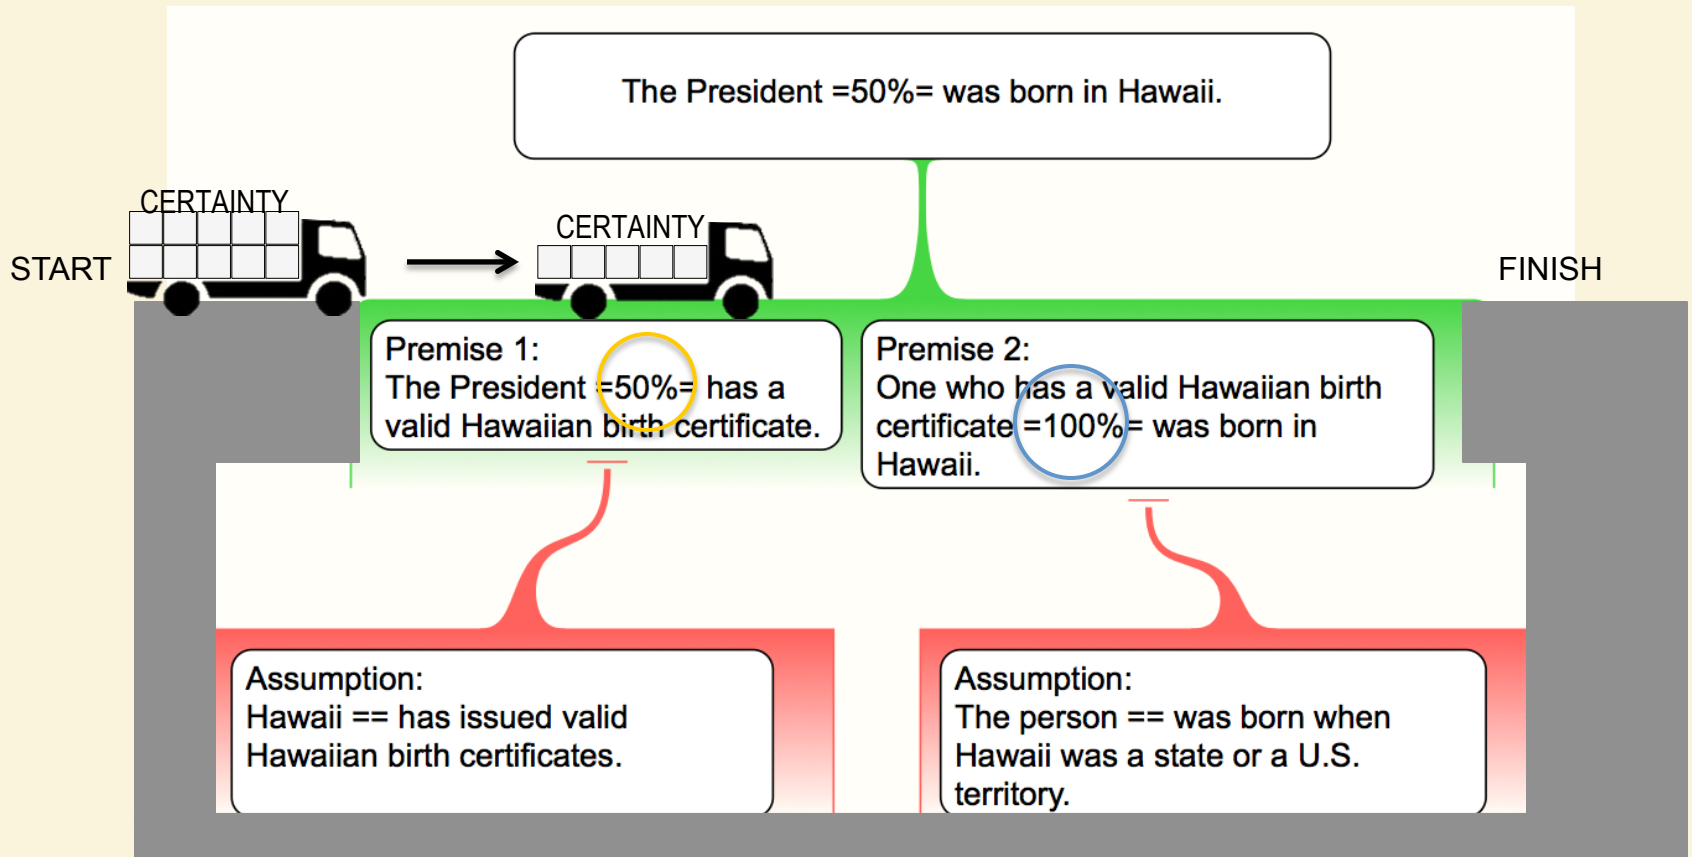 The President =50%= was born in Hawaii.
CERTAINTY
CERTAINTY
START
FINISH
Premise 1:
The President =50%= has a
valid Hawaiian birth certificate.
Premise 2:
One who has a valid Hawaiian birth
certificate =100%= was born in
Hawaii.
Assumption:
Hawaii == has issued valid
Hawaiian birth certificates.
Assumption:
The person == was born when
Hawaii was a state or a U.S.
territory.